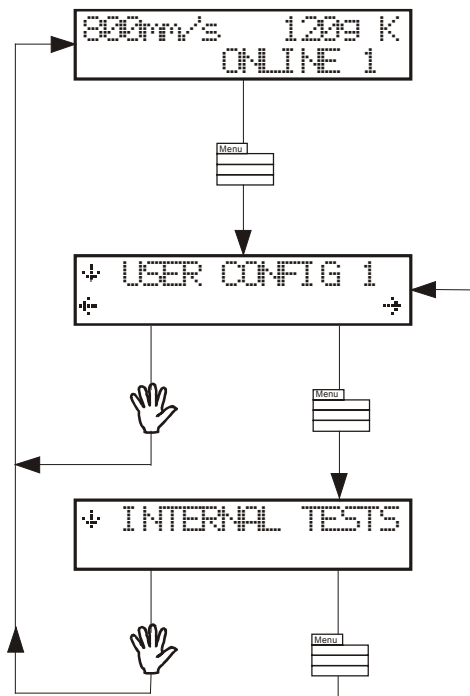 800mm/s 120g K
ONLINE 1
Menu
USER CONFIG 1
Menu
INTERNAL TESTS
Menu